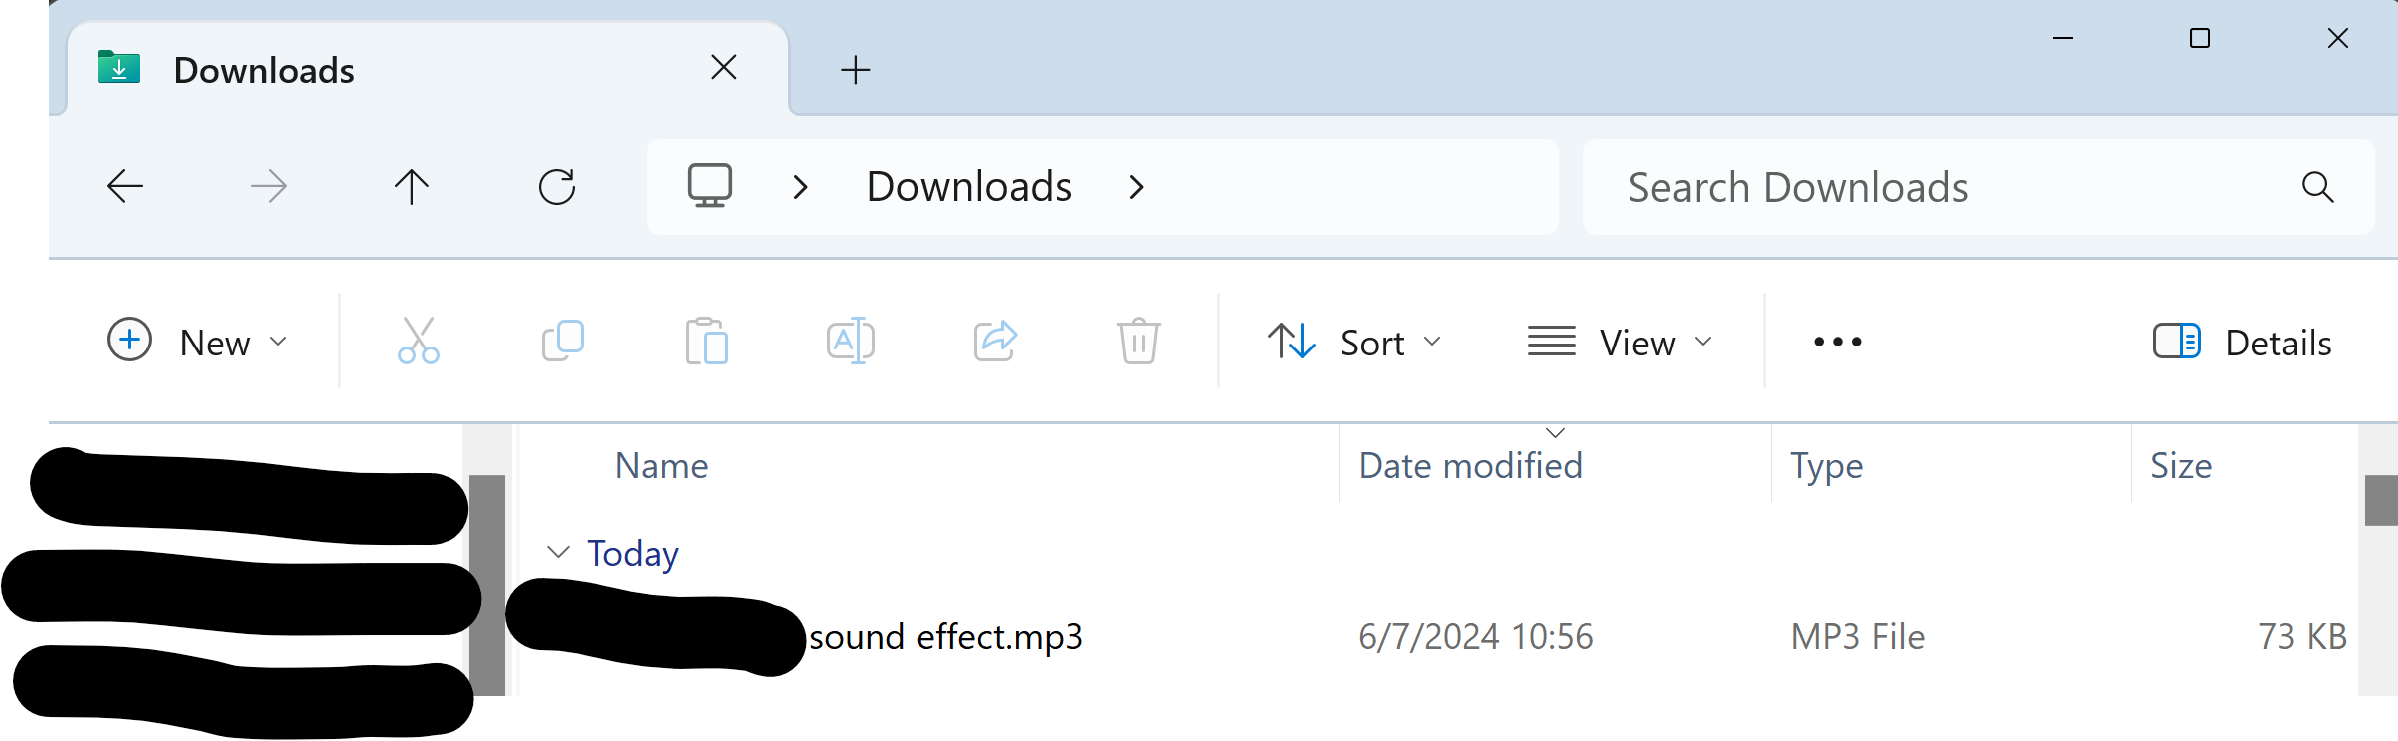 Downloads
Downloads Search Downloads
New Sort View Details
Name Date modified Type Size
Today
sound effect.mp3 6/7/2024 10:56 MP3 File 73 KB